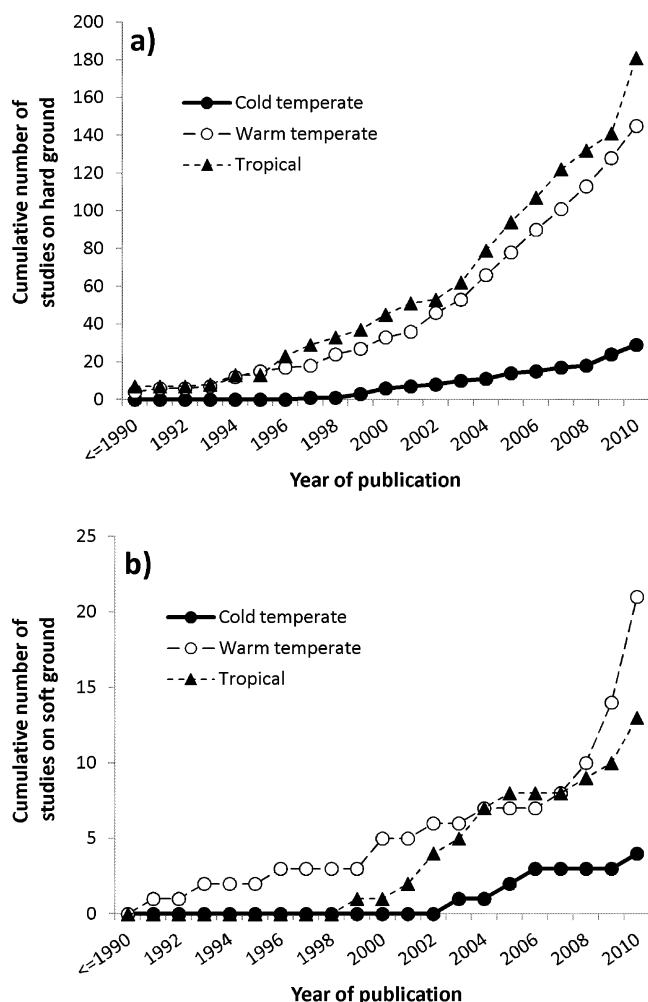 a)
200
180
160
140
120
100
80
60
40
20
0
Cumulative number of
studies on hard ground
Cold temperate
Warm temperate
Tropical
<=1990
1992
1994
1996
1998
2000
2002
2004
2006
2008
2010
Year of publication
b)
25
20
15
10
5
0
Cumulative number of
studies on soft ground
Cold temperate
Warm temperate
Tropical
<=1990
1992
1994
1996
1998
2000
2002
2004
2006
2008
2010
Year of publication